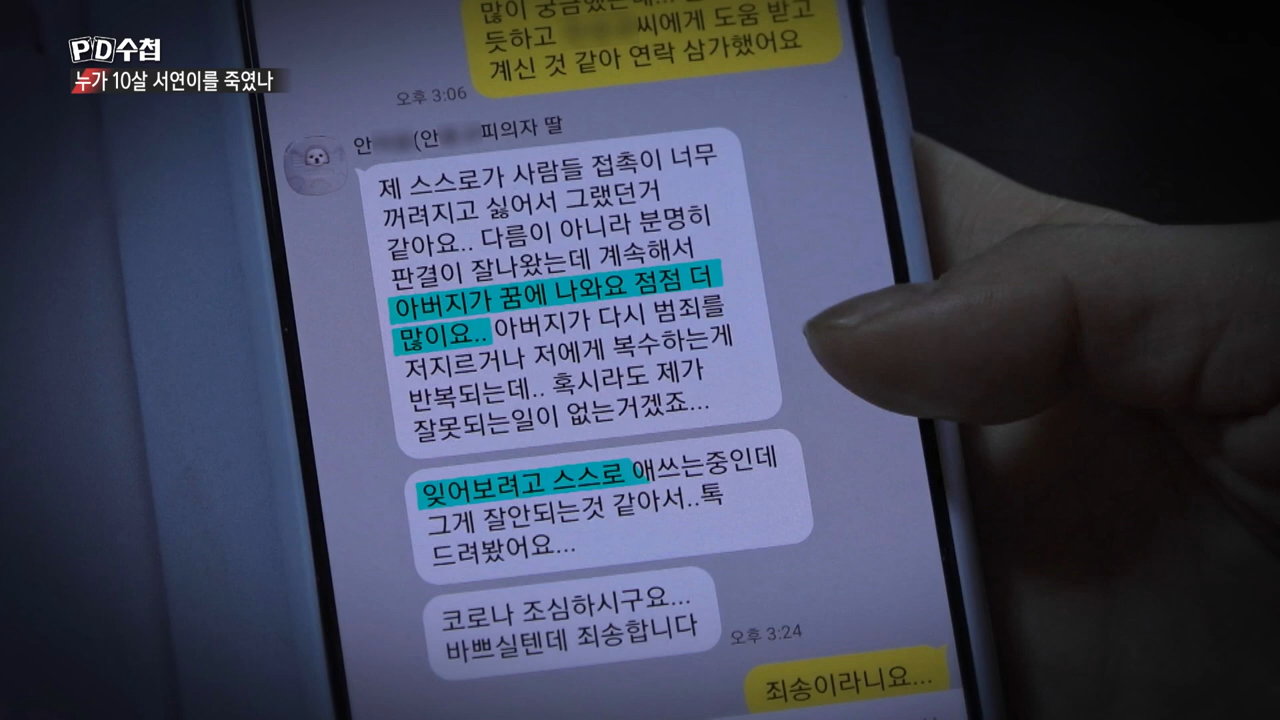 PD수첩
누가 10살 서연이를 죽였나
많이 궁금했는데...
듯하고 씨에게 도움 받고
계신 것 같아 연락 삼가했어요
오후 3:06
안 (안 피의자 딸
제 스스로가 사람들 접촉이 너무
꺼려지고 싫어서 그랬던거
같아요.. 다름이 아니라 분명히
판결이 잘나왔는데 계속해서
아버지가 꿈에 나와요 점점 더
많이요.. 아버지가 다시 범죄를
저지르거나 저에게 복수하는게
반복되는데.. 혹시라도 제가
잘못되는일이 없는거겠죠...
잊어보려고 스스로 애쓰는중인데
그게 잘안되는것 같아서..톡
드려봤어요...
코로나 조심하시구요...
바쁘실텐데 죄송합니다
오후 3:24
죄송이라니요...